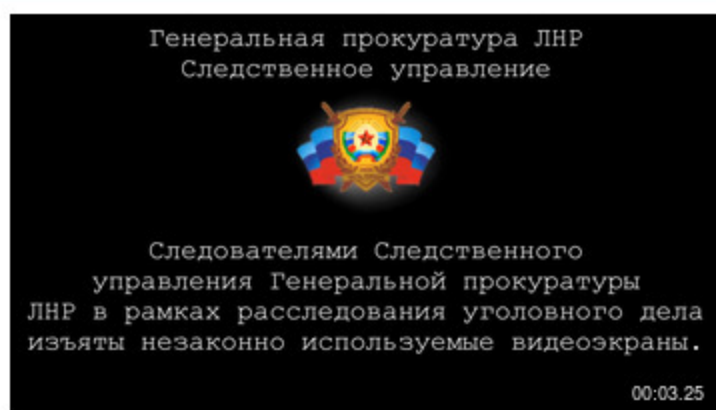 Генеральная прокуратура ЛНР
Следственное управление
Следователями Следственного
управления Генеральной прокуратуры
ЛНР в рамках расследования уголовного дела
изъяты незаконно используемые видеоэкраны.
00:03.25